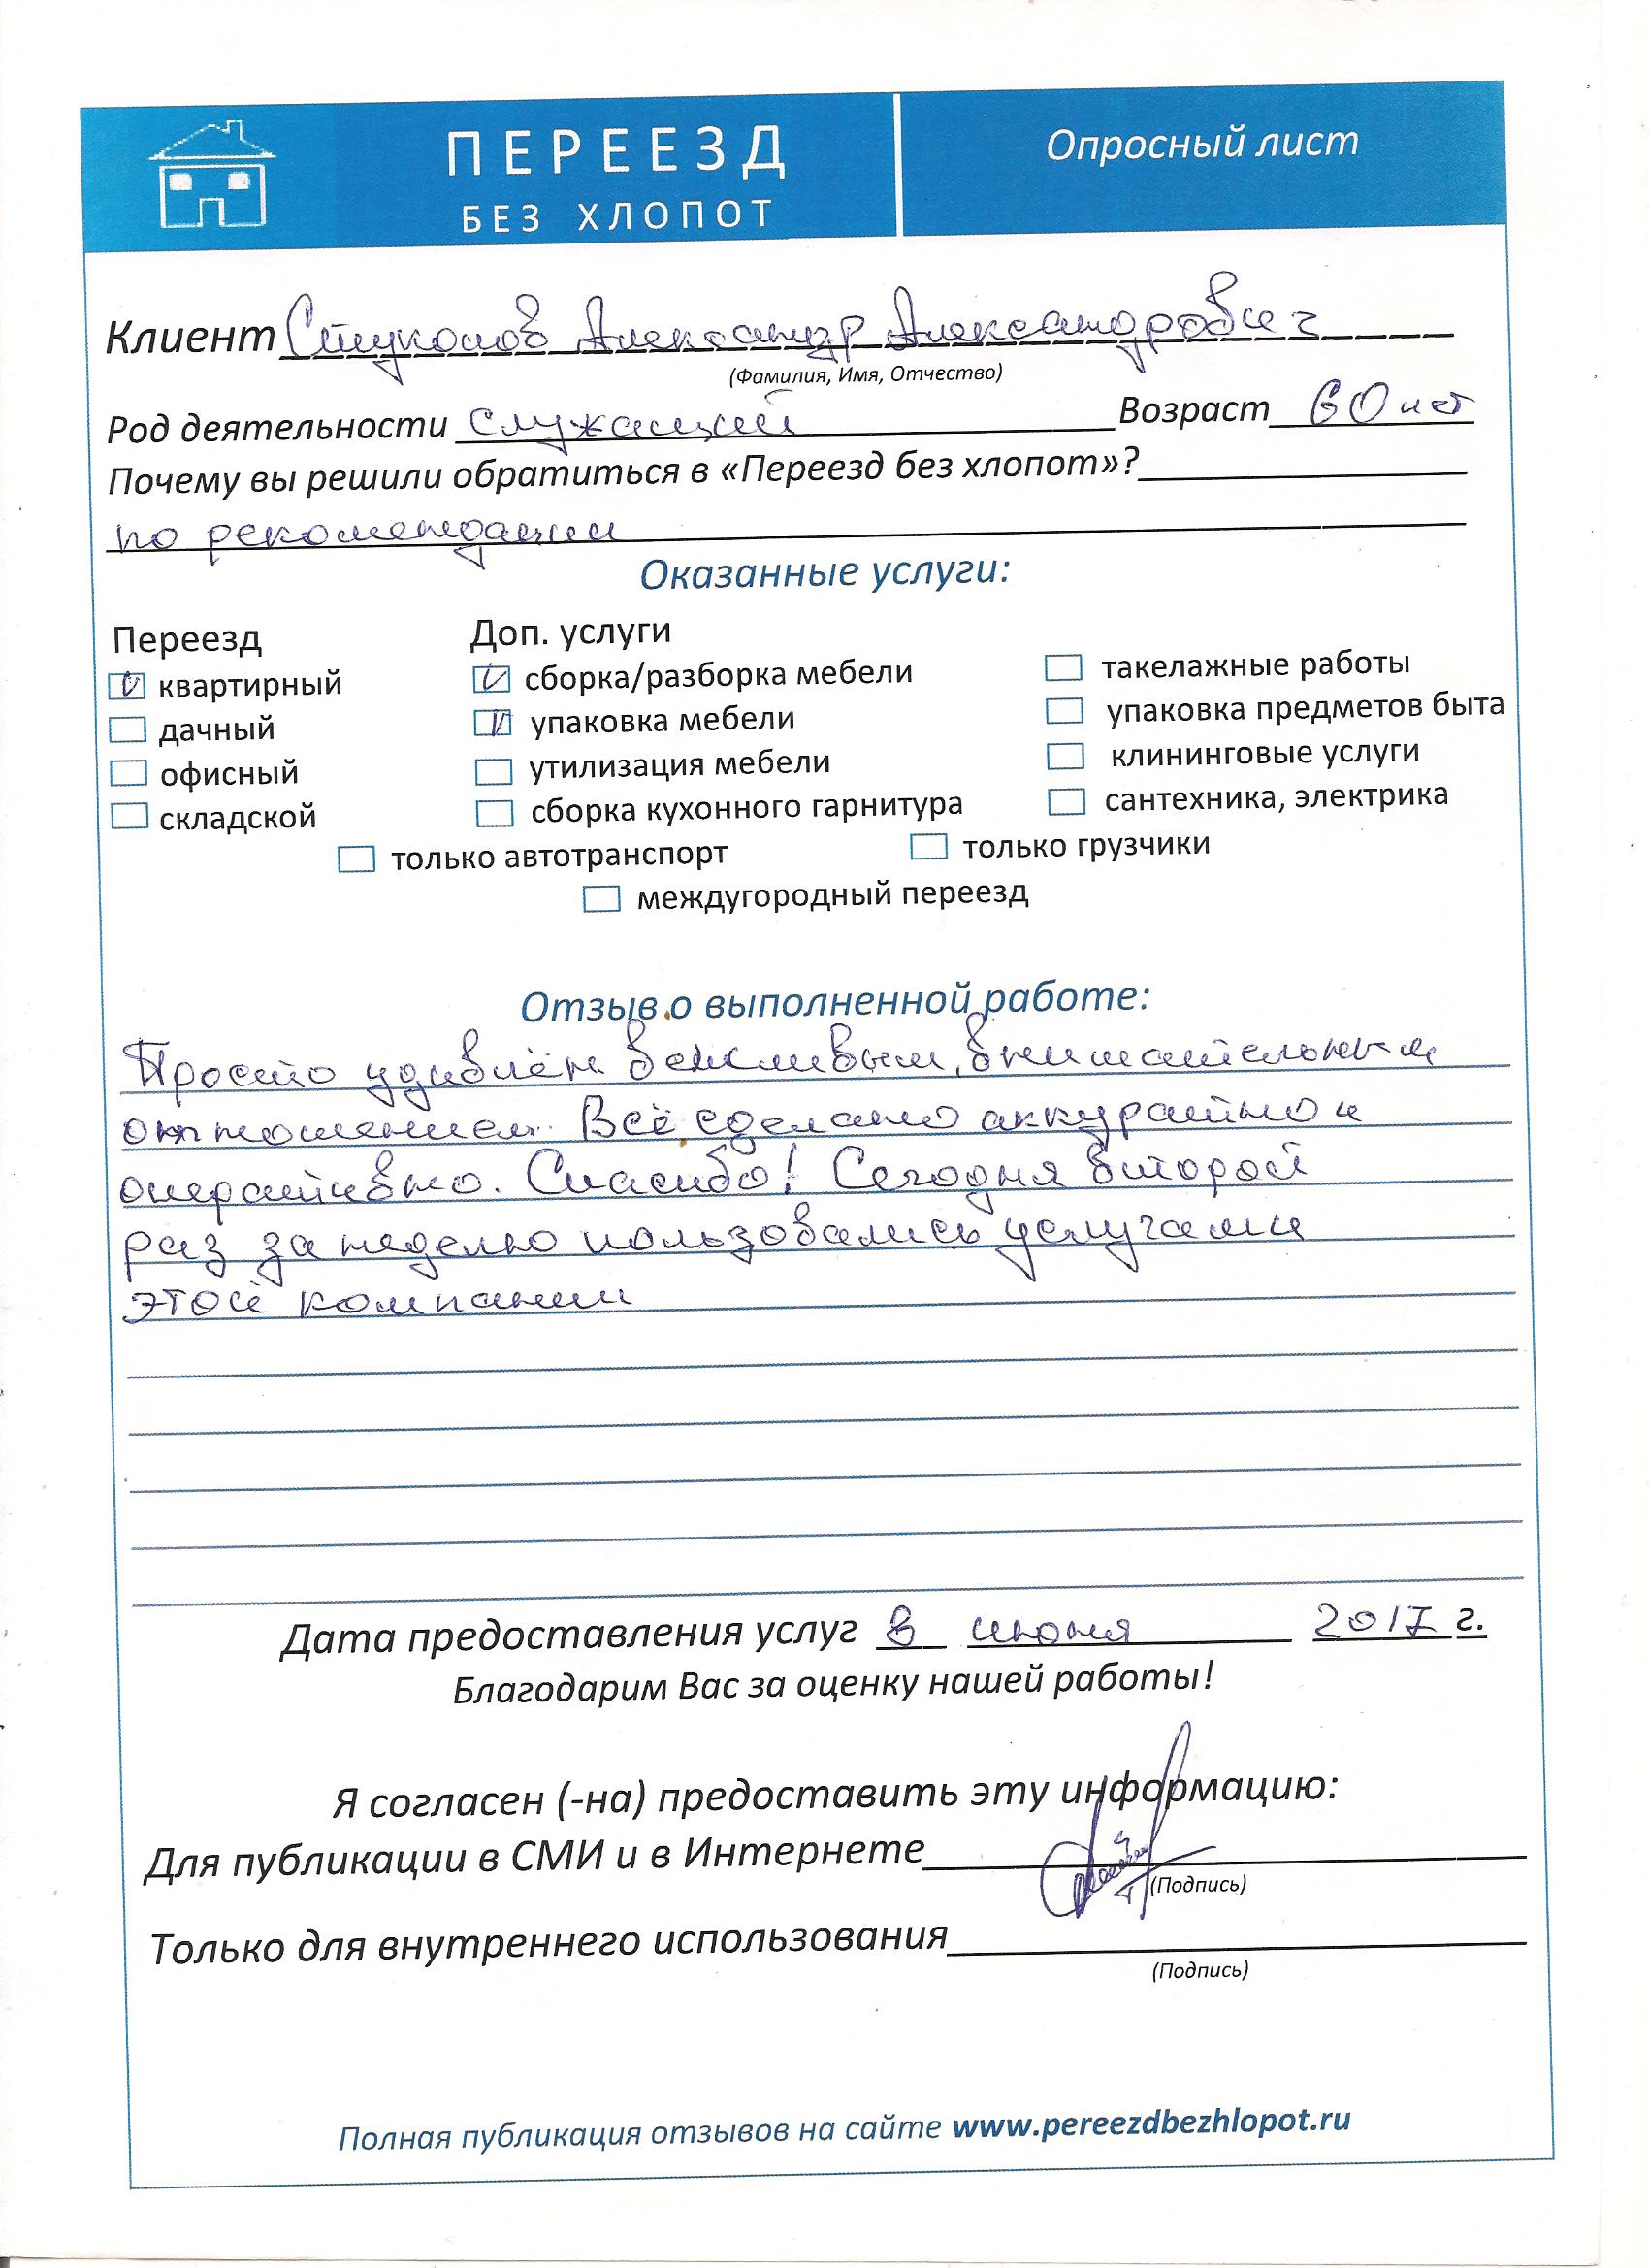 ПЕРЕЕЗД
БЕЗ ХЛОПОТ
Опросный лист
Клиент Стуколов Александр Александрович
(Фамилия, Имя, Отчество)
Род деятельности служащий Возраст 60 лет
Почему вы решили обратиться в «Переезд без хлопот»?
по рекомендации
Оказанные услуги:
Переезд Доп. услуги
квартирный сборка/разборка мебели такелажные работы
дачный упаковка мебели упаковка предметов быта
офисный утилизация мебели клининговые услуги
складской сборка кухонного гарнитура сантехника, электрика
только автотранспорт только грузчики
междугородный переезд
Отзыв о выполненной работе:
Просто удивлён вежливым, внимательным
отношением. Всё сделано аккуратно и
оперативно. Спасибо! Сегодня второй
раз за неделю пользовались услугами
этой компании
Дата предоставления услуг 8 июня 2017 г.
Благодарим Вас за оценку нашей работы!
Я согласен (-на) предоставить эту информацию:
Для публикации в СМИ и в Интернете
(Подпись)
Только для внутреннего использования
(Подпись)
Полная публикация отзывов на сайте www.pereezdbezhlopot.ru